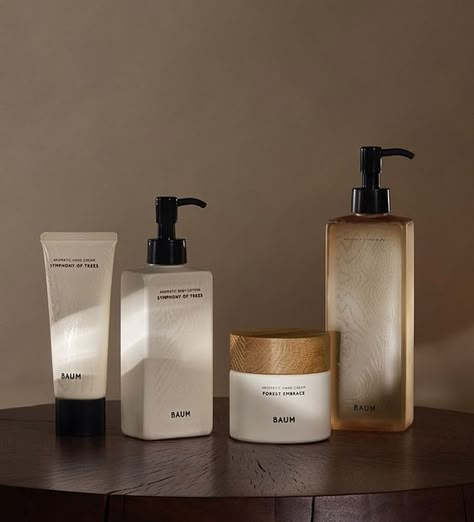 AROMATIC HAND CREAM
SYMPHONY OF TREES
BAUM
AROMATIC BODY LOTION
SYMPHONY OF TREES
BAUM
AROMATIC HAND CREAM
FOREST EMBRACE
BAUM
BAUM